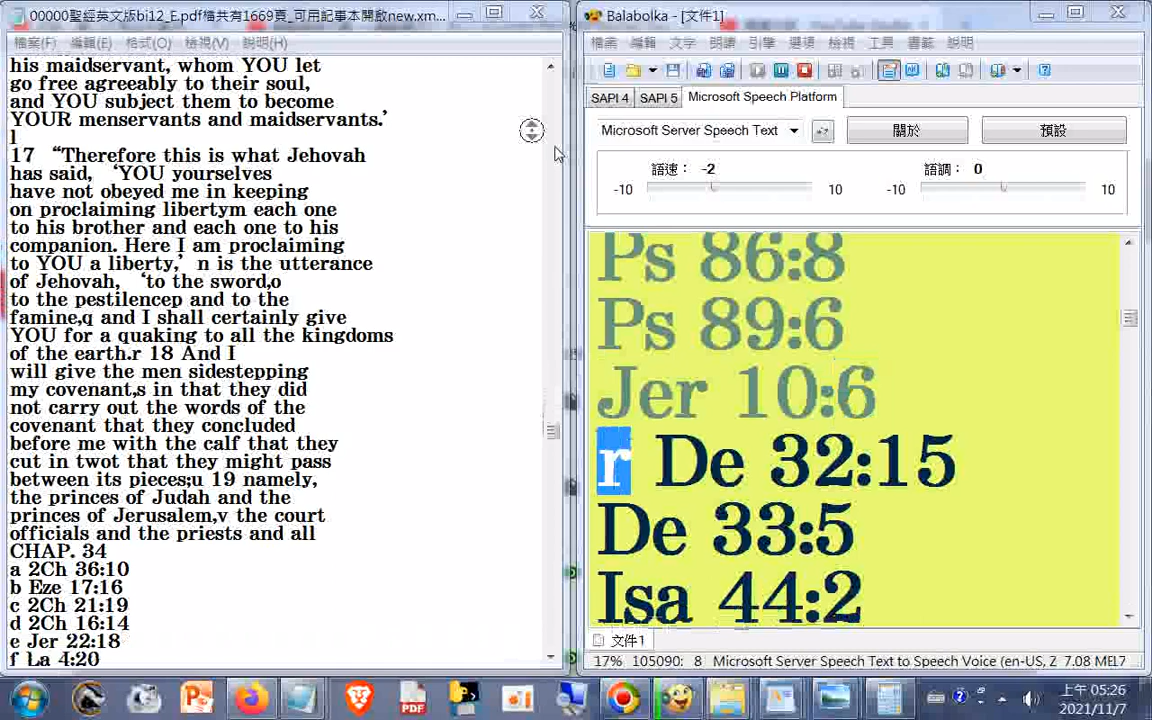 00000聖經英文版bi12_E.pdf檔共有1669頁_可用記事本開啟new.xm...
檔案(F) 編輯(E) 格式(O) 檢視(V) 說明(H)
his maidservant, whom YOU let
go free agreeably to their soul,
and YOU subject them to become
YOUR menservants and maidservants.’
l
17 “Therefore this is what Jehovah
has said, ‘YOU yourselves
have not obeyed me in keeping
on proclaiming libertym each one
to his brother and each one to his
companion. Here I am proclaiming
to YOU a liberty,’ n is the utterance
of Jehovah, ‘to the sword,o
to the pestilencep and to the
famine,q and I shall certainly give
YOU for a quaking to all the kingdoms
of the earth.r 18 And I
will give the men sidestepping
my covenant,s in that they did
not carry out the words of the
covenant that they concluded
before me with the calf that they
cut in twot that they might pass
between its pieces;u 19 namely,
the princes of Judah and the
princes of Jerusalem,v the court
officials and the priests and all
CHAP. 34
a 2Ch 36:10
b Eze 17:16
c 2Ch 21:19
d 2Ch 16:14
e Jer 22:18
f La 4:20
Balabolka - [文件1]
檔案 編輯 文字 朗讀 引擎 選項 檢視 工具 書籤 說明
SAPI 4 SAPI 5 Microsoft Speech Platform
Microsoft Server Speech Text 關於 預設
語速： -2 語調： 0
-10 10 -10 10
Ps 86:8
Ps 89:6
Jer 10:6
r De 32:15
De 33:5
Isa 44:2
文件1
17% 105090: 8 Microsoft Server Speech Text to Speech Voice (en-US, Z 7.08 MEL7
PDF
上午 05:26
2021/11/7